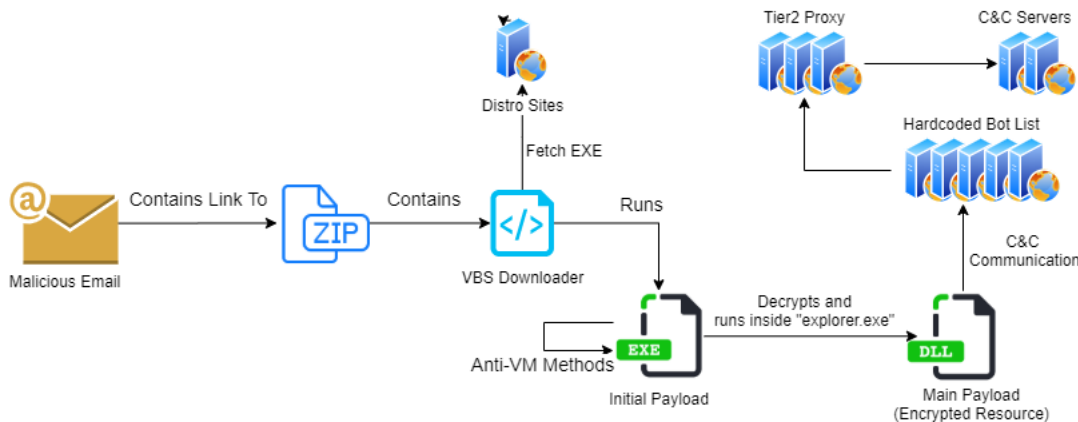 Tier2 Proxy
C&C Servers
Distro Sites
Hardcoded Bot List
Fetch EXE
Contains Link To
Contains
Runs
ZIP
</>
Malicious Email
VBS Downloader
C&C
Communication
Decrypts and
runs inside "explorer.exe"
EXE
DLL
Anti-VM Methods
Initial Payload
Main Payload
(Encrypted Resource)
@